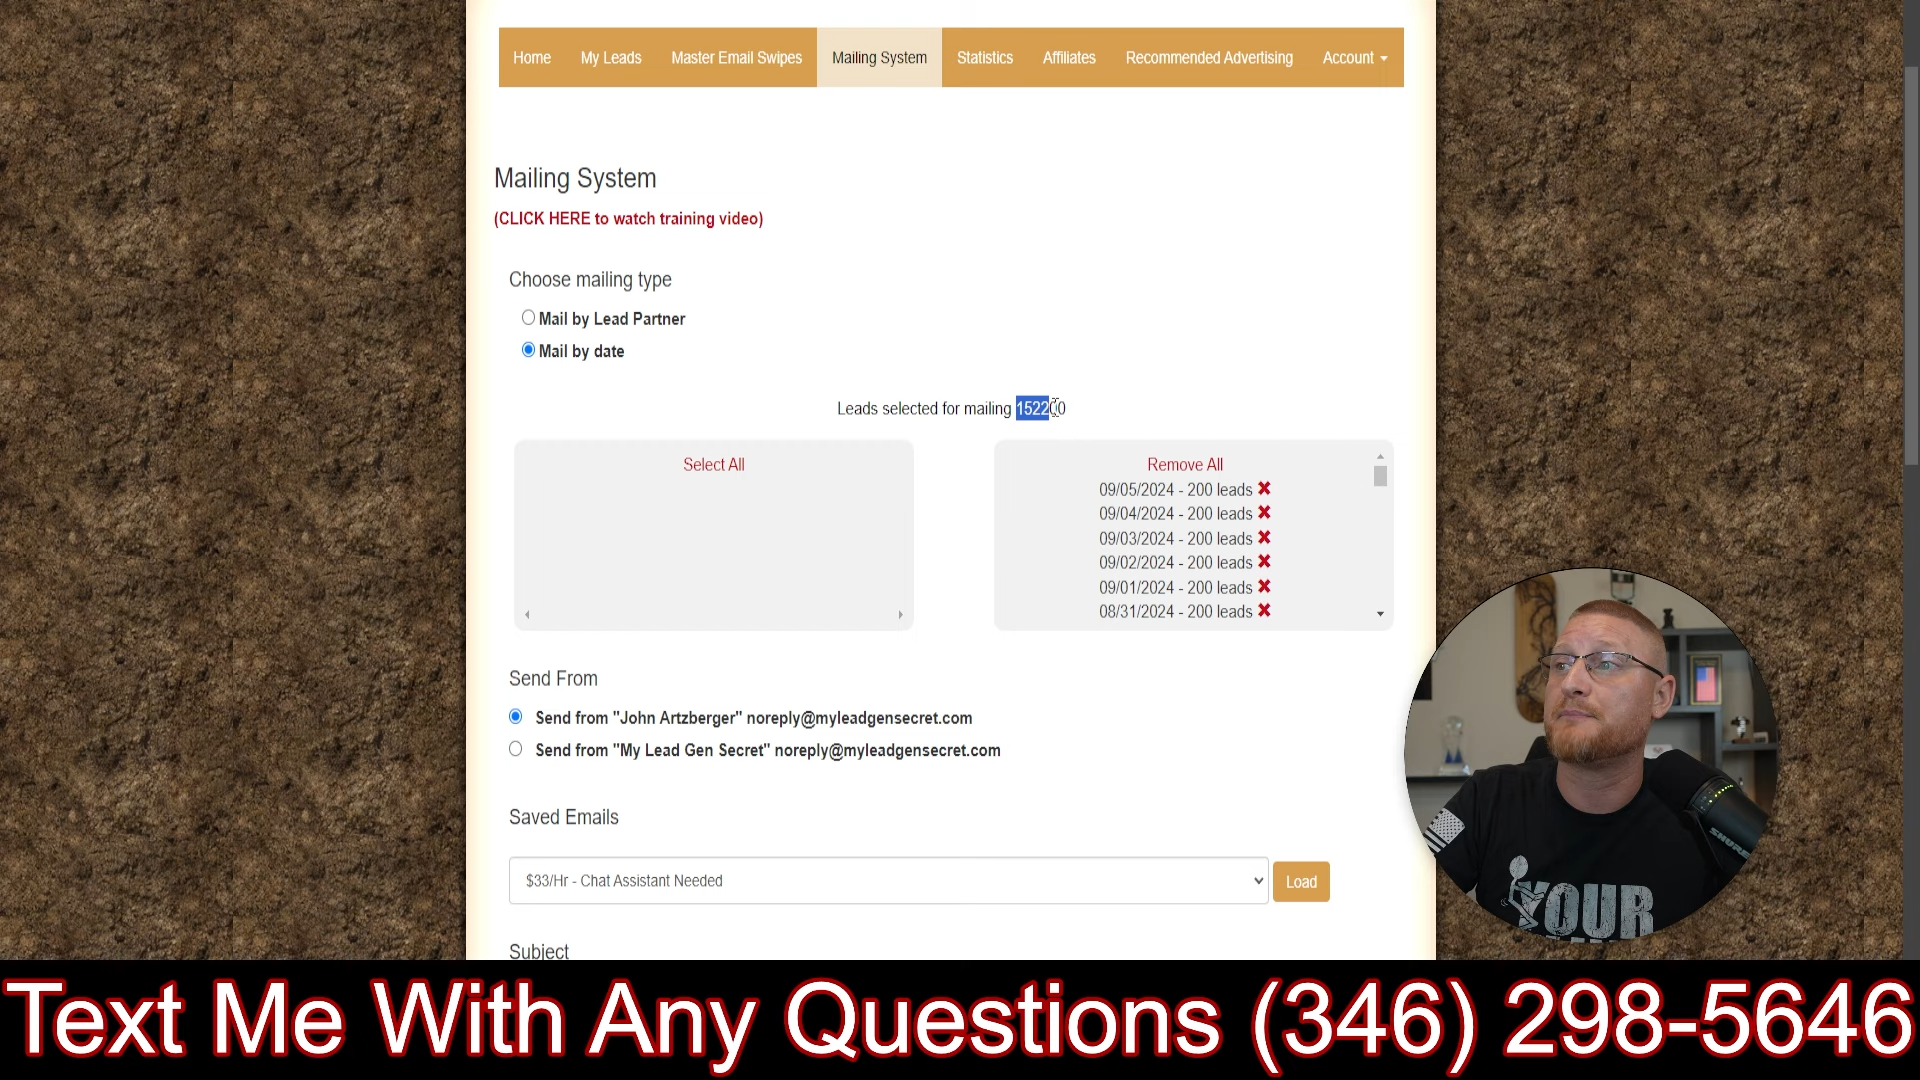 Home My Leads Master Email Swipes Mailing System Statistics Affiliates Recommended Advertising Account
Mailing System
(CLICK HERE to watch training video)
Choose mailing type
Mail by Lead Partner
Mail by date
Leads selected for mailing 152200
Select All
Remove All
09/05/2024 - 200 leads
09/04/2024 - 200 leads
09/03/2024 - 200 leads
09/02/2024 - 200 leads
09/01/2024 - 200 leads
08/31/2024 - 200 leads
Send From
Send from "John Artzberger" noreply@myleadgensecret.com
Send from "My Lead Gen Secret" noreply@myleadgensecret.com
Saved Emails
$33/Hr - Chat Assistant Needed
Load
Subject
SHURE
YOUR
Text Me With Any Questions (346) 298-5646